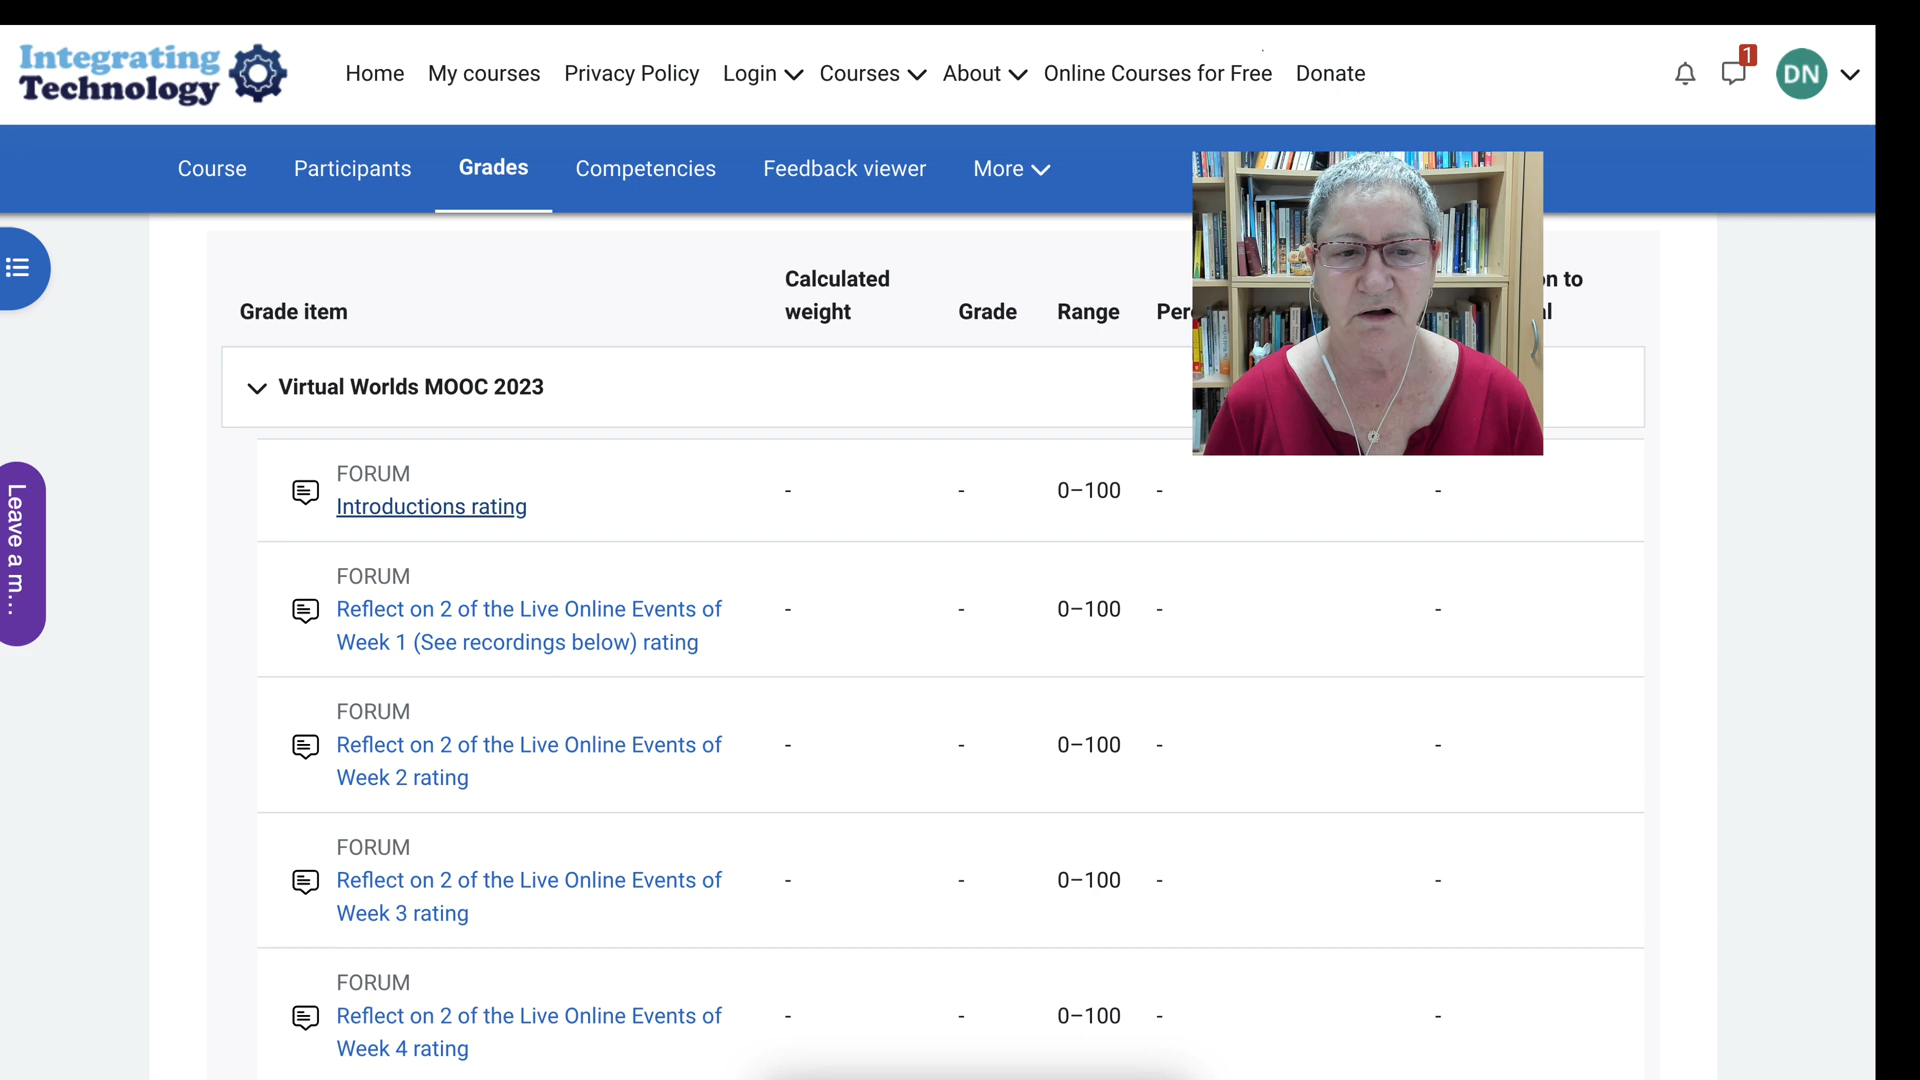 Integrating
Technology
Home My courses Privacy Policy Login Courses About Online Courses for Free Donate
1
DN
Course Participants Grades Competencies Feedback viewer More
Calculated
weight
Grade item Grade Range Per
n to
l
Virtual Worlds MOOC 2023
FORUM
Introductions rating - - 0–100 - -
FORUM
Reflect on 2 of the Live Online Events of
Week 1 (See recordings below) rating - - 0–100 - -
FORUM
Reflect on 2 of the Live Online Events of
Week 2 rating - - 0–100 - -
FORUM
Reflect on 2 of the Live Online Events of
Week 3 rating - - 0–100 - -
FORUM
Reflect on 2 of the Live Online Events of
Week 4 rating - - 0–100 - -
Leave a m...